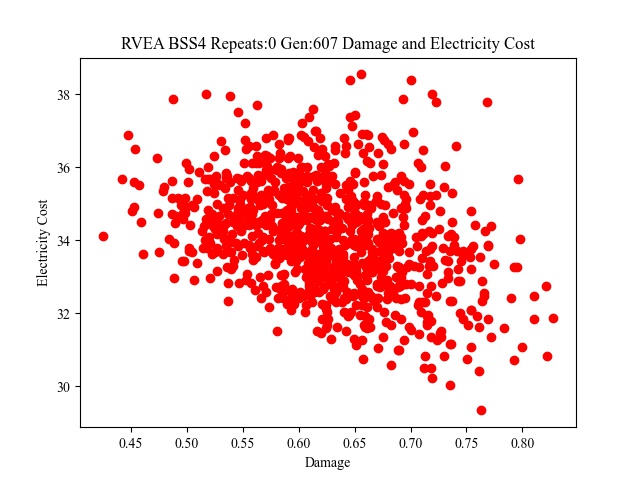 RVEA BSS4 Repeats:0 Gen:607 Damage and Electricity Cost
38
36
34
32
30
Electricity Cost
0.45 0.50 0.55 0.60 0.65 0.70 0.75 0.80
Damage